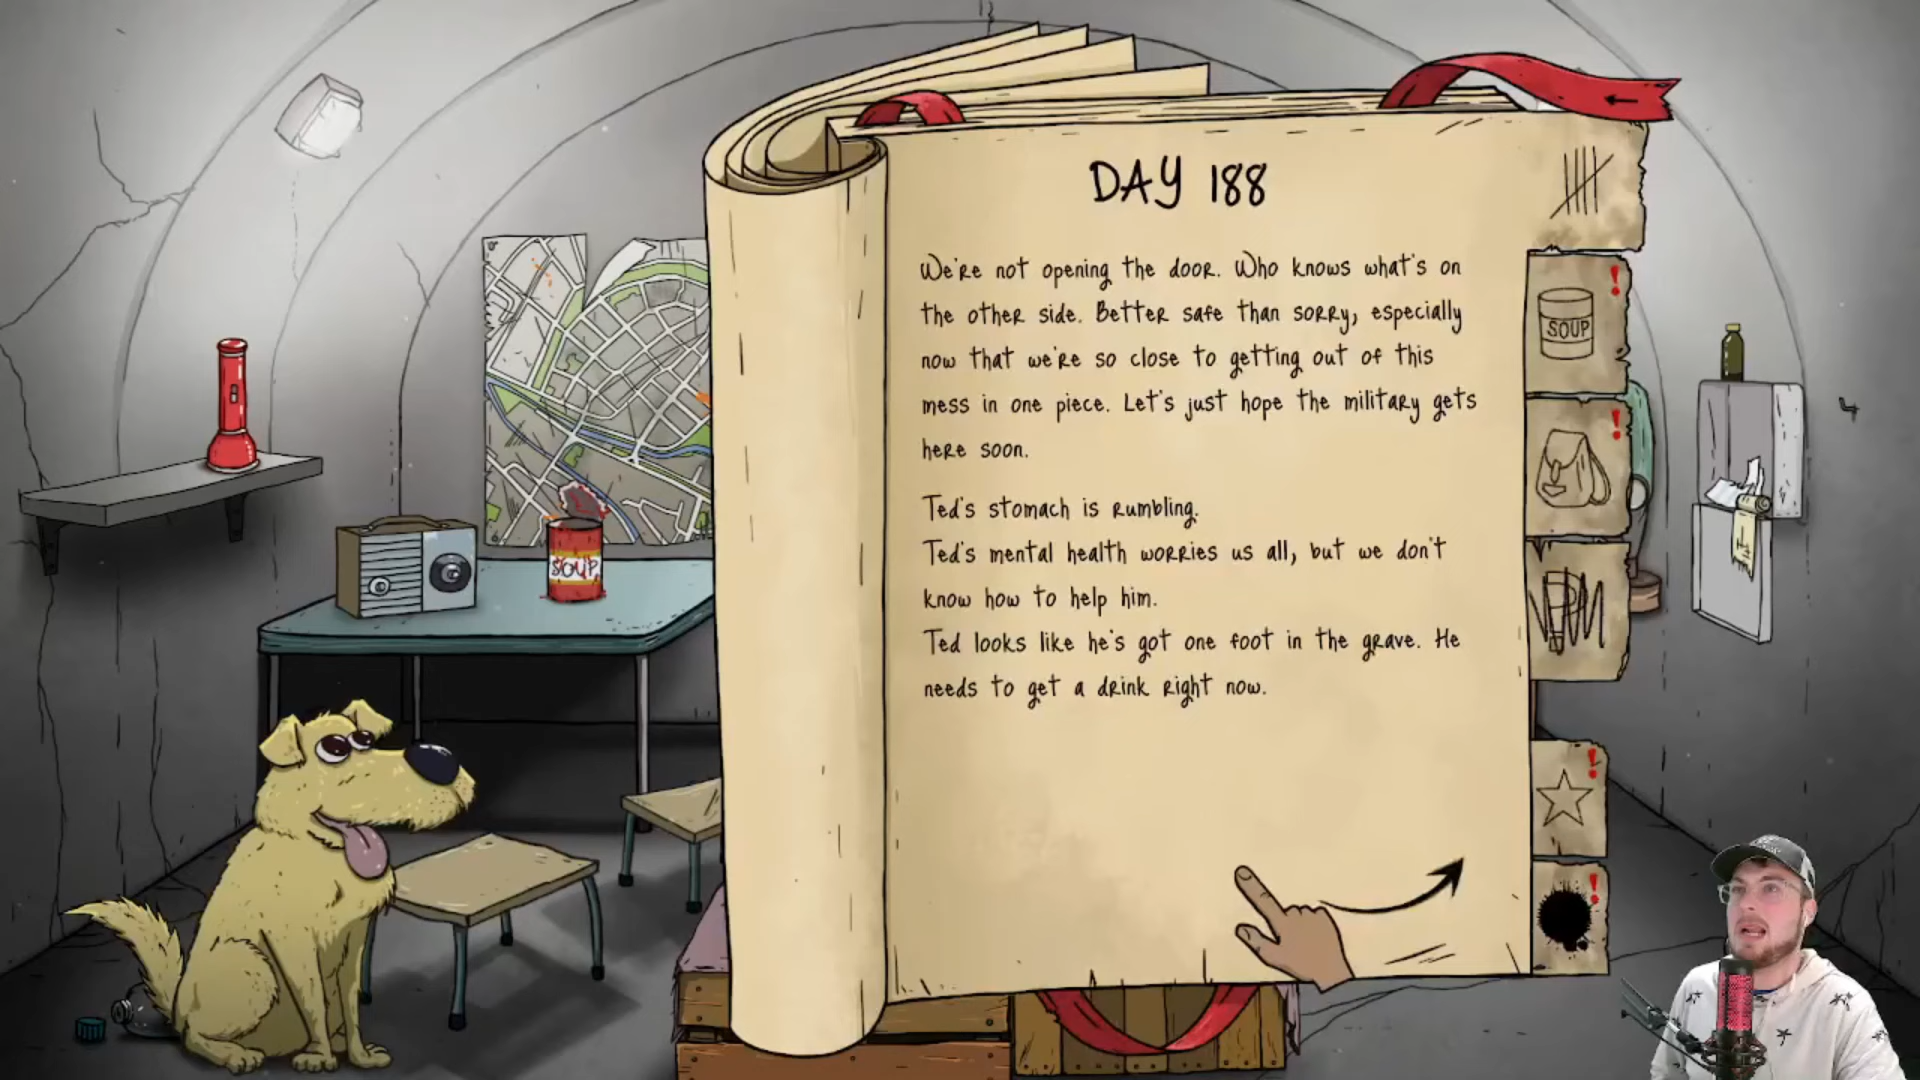 DAY 188
We're not opening the door. Who knows what's on
the other side. Better safe than sorry, especially
now that we're so close to getting out of this
mess in one piece. Let's just hope the military gets
here soon.
Ted's stomach is rumbling.
Ted's mental health worries us all, but we don't
know how to help him.
Ted looks like he's got one foot in the grave. He
needs to get a drink right now.
SOUP
SOUP